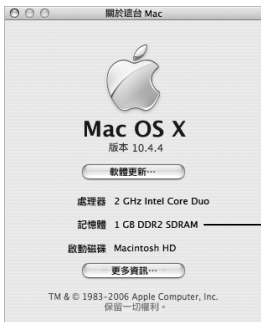 關於這台 Mac
Mac OS X
版本 10.4.4
軟體更新⋯
處理器 2 GHz Intel Core Duo
記憶體 1 GB DDR2 SDRAM
啟動磁碟 Macintosh HD
更多資訊⋯
TM & © 1983-2006 Apple Computer, Inc.
保留一切權利。